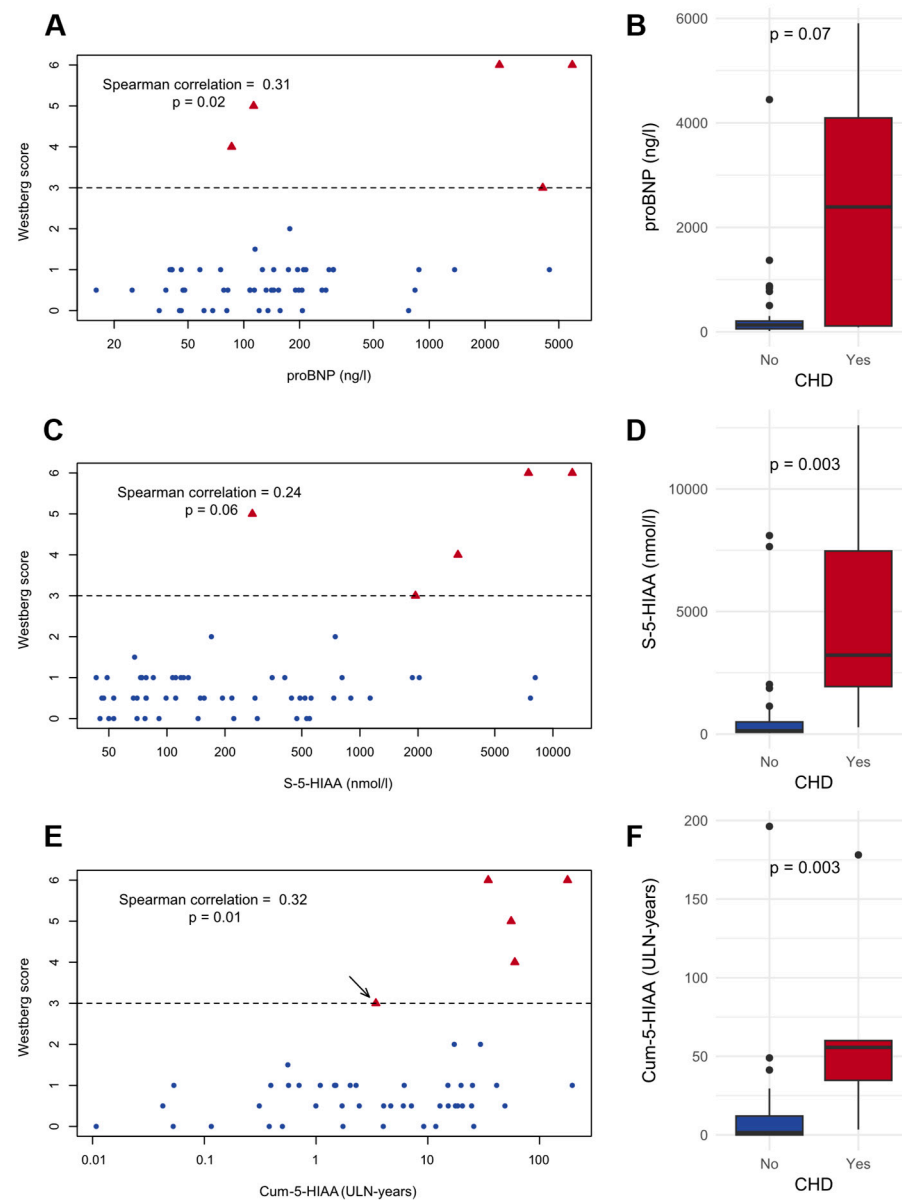 A
Spearman correlation = 0.31
p = 0.02
Westberg score
6
5
4
3
2
1
0
20 50 100 200 500 1000 2000 5000
proBNP (ng/l)
B
p = 0.07
proBNP (ng/l)
6000
4000
2000
0
No Yes
CHD
C
Spearman correlation = 0.24
p = 0.06
Westberg score
6
5
4
3
2
1
0
50 100 200 500 1000 2000 5000 10000
S-5-HIAA (nmol/l)
D
p = 0.003
S-5-HIAA (nmol/l)
10000
5000
0
No Yes
CHD
E
Spearman correlation = 0.32
p = 0.01
Westberg score
6
5
4
3
2
1
0
0.01 0.1 1 10 100
Cum-5-HIAA (ULN-years)
F
p = 0.003
Cum-5-HIAA (ULN-years)
200
150
100
50
0
No Yes
CHD